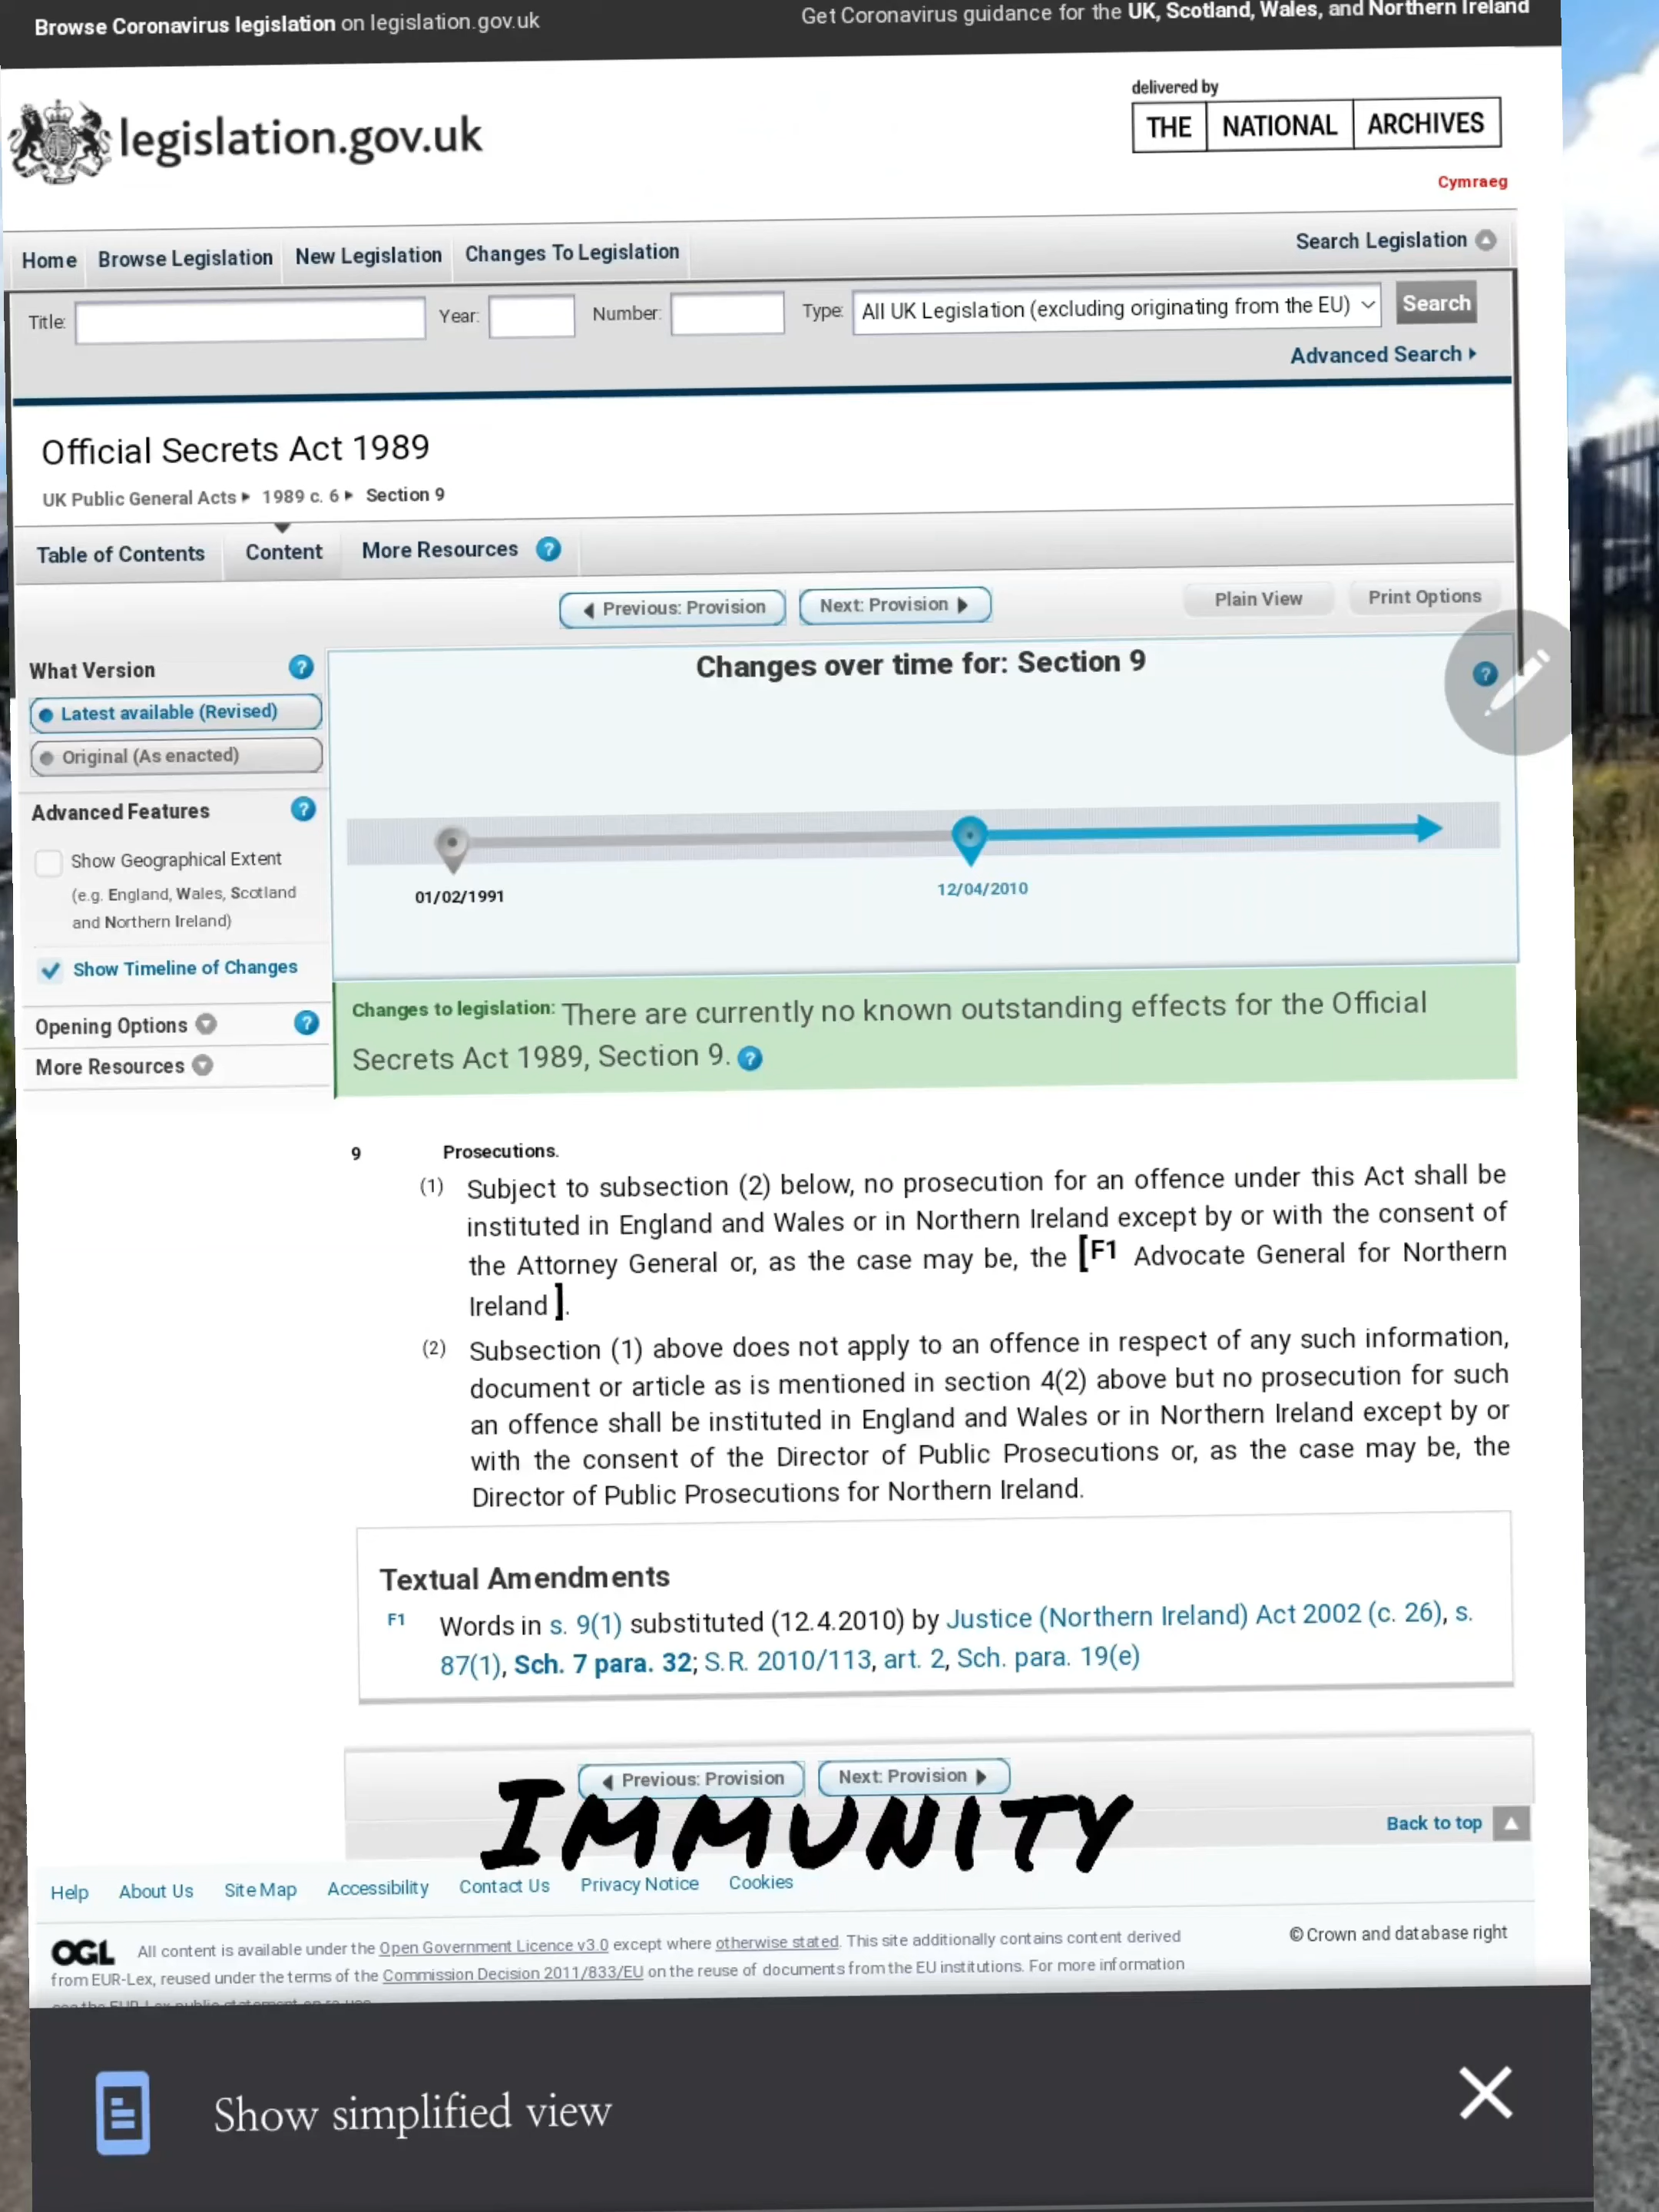 Browse Coronavirus legislation on legislation.gov.uk
Get Coronavirus guidance for the UK, Scotland, Wales, and Northern Ireland
legislation.gov.uk
delivered by
THE NATIONAL ARCHIVES
Cymraeg
Home Browse Legislation New Legislation Changes To Legislation
Search Legislation
Title: Year: Number: Type: All UK Legislation (excluding originating from the EU) Search
Advanced Search
Official Secrets Act 1989
UK Public General Acts 1989 c. 6 Section 9
Table of Contents Content More Resources ?
Previous: Provision Next: Provision Plain View Print Options
What Version ?
Latest available (Revised)
Original (As enacted)
Advanced Features ?
Show Geographical Extent
(e.g. England, Wales, Scotland
and Northern Ireland)
Show Timeline of Changes
Opening Options ?
More Resources
Changes over time for: Section 9
?
01/02/1991
12/04/2010
Changes to legislation: There are currently no known outstanding effects for the Official
Secrets Act 1989, Section 9. ?
9 Prosecutions.
(1) Subject to subsection (2) below, no prosecution for an offence under this Act shall be
instituted in England and Wales or in Northern Ireland except by or with the consent of
the Attorney General or, as the case may be, the [F1 Advocate General for Northern
Ireland].
(2) Subsection (1) above does not apply to an offence in respect of any such information,
document or article as is mentioned in section 4(2) above but no prosecution for such
an offence shall be instituted in England and Wales or in Northern Ireland except by or
with the consent of the Director of Public Prosecutions or, as the case may be, the
Director of Public Prosecutions for Northern Ireland.
Textual Amendments
F1 Words in s. 9(1) substituted (12.4.2010) by Justice (Northern Ireland) Act 2002 (c. 26), s.
87(1), Sch. 7 para. 32; S.R. 2010/113, art. 2, Sch. para. 19(e)
Previous: Provision Next: Provision
IMMUNITY
Back to top
Help About Us Site Map Accessibility Contact Us Privacy Notice Cookies
OGL All content is available under the Open Government Licence v3.0 except where otherwise stated. This site additionally contains content derived
from EUR-Lex, reused under the terms of the Commission Decision 2011/833/EU on the reuse of documents from the EU institutions. For more information
© Crown and database right
Show simplified view